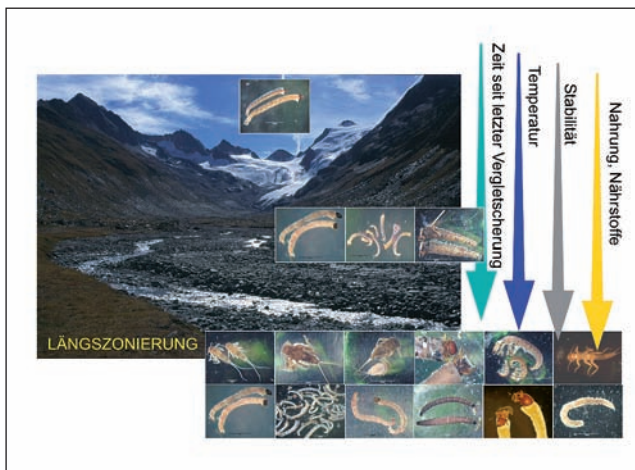 Zeit seit letzter Vergletscherung
Temperatur
Stabilität
Nahrung, Nährstoffe
LÄNGSZONIERUNG